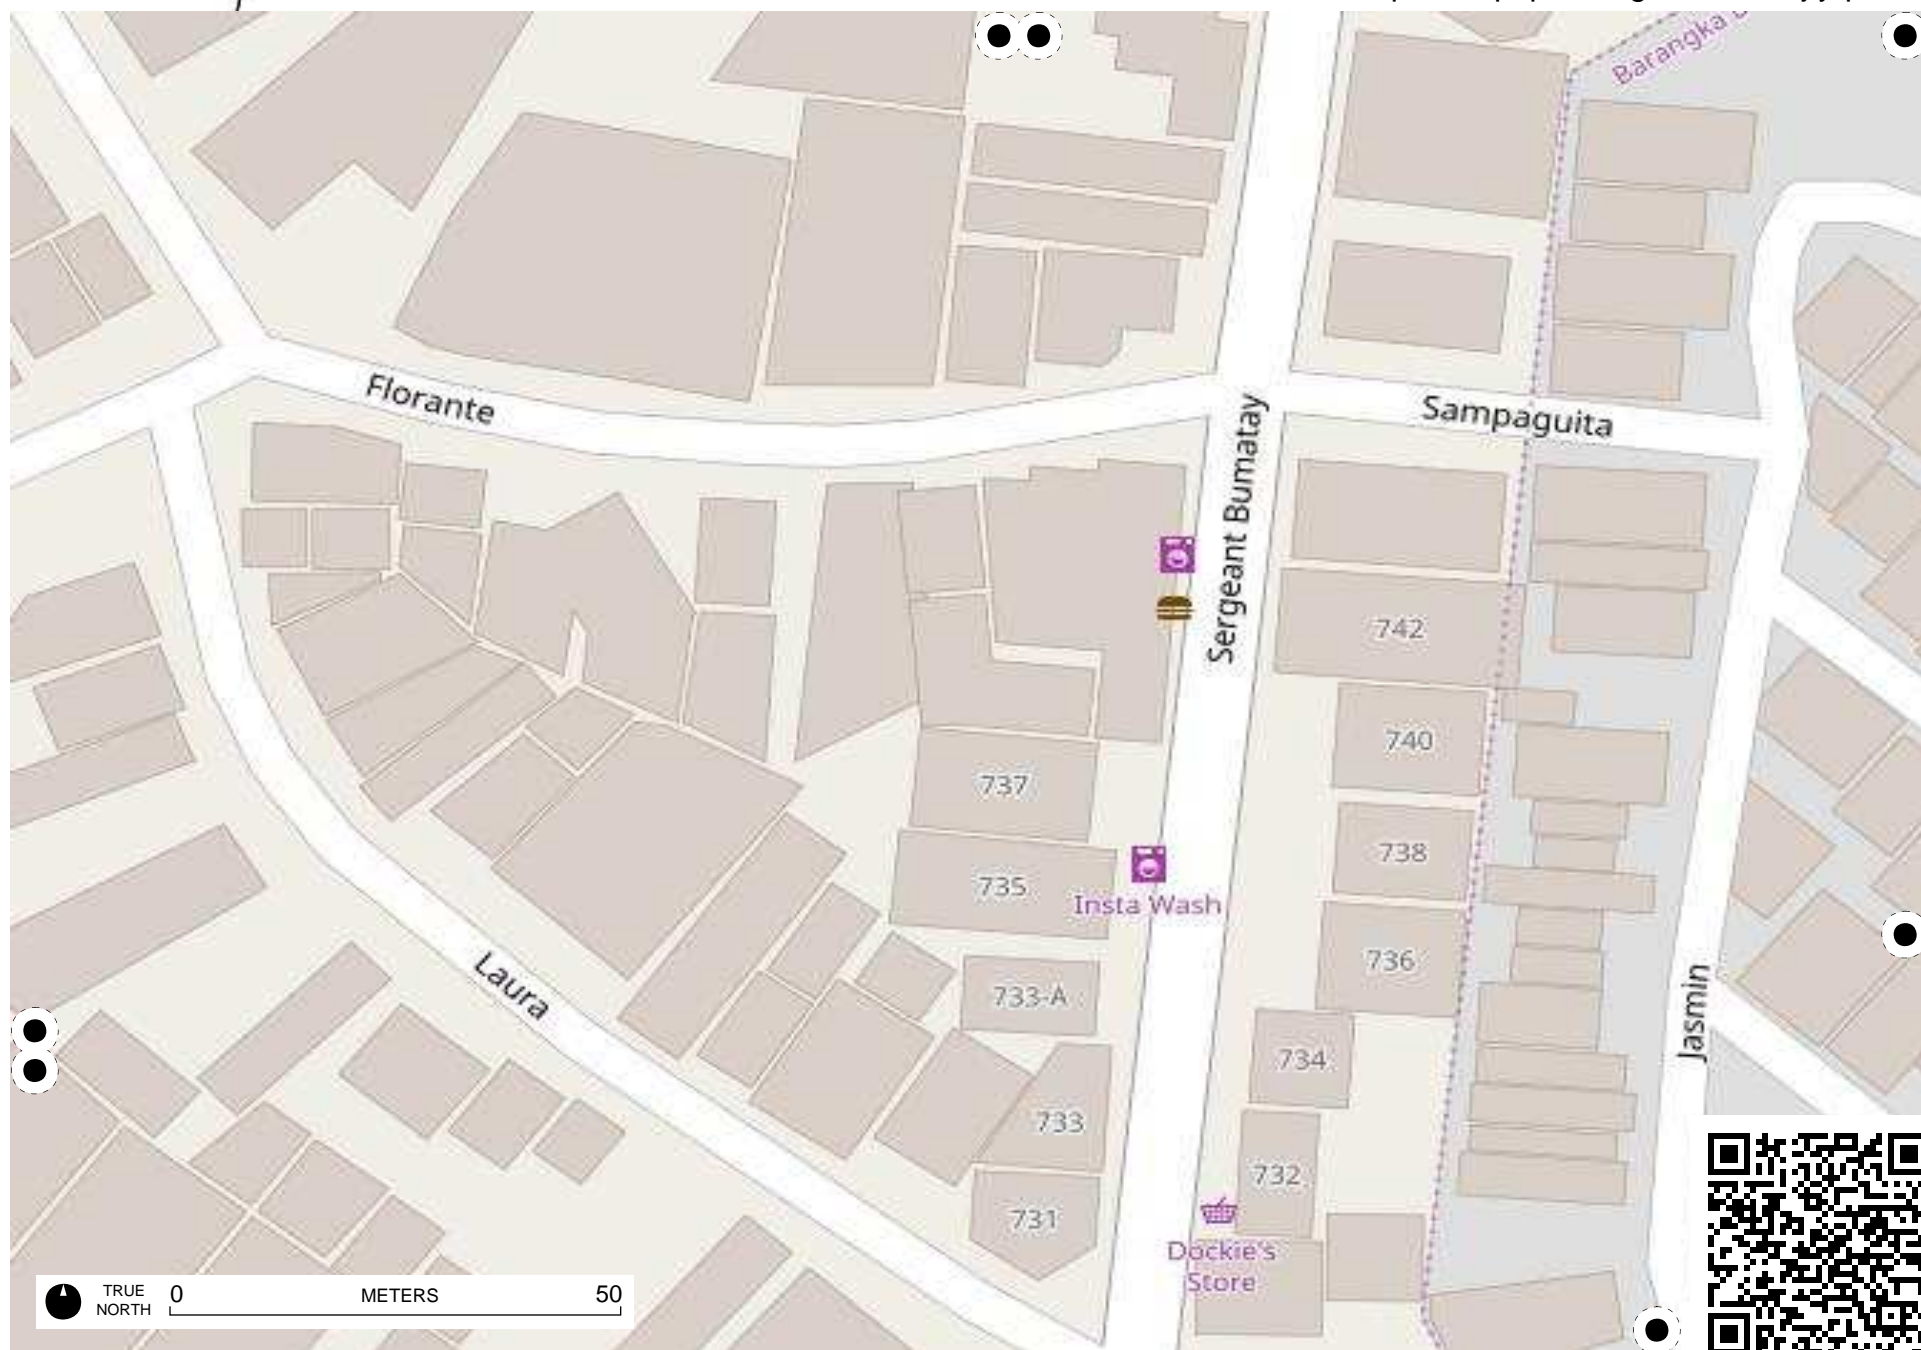 Barangka
Florante
Sampaguita
Sergeant Bumatay
742
740
737
738
735
Insta Wash
736
Laura
733-A
Jasmin
734
733
732
731
Dockie's
Store
TRUE
NORTH
0
METERS
50